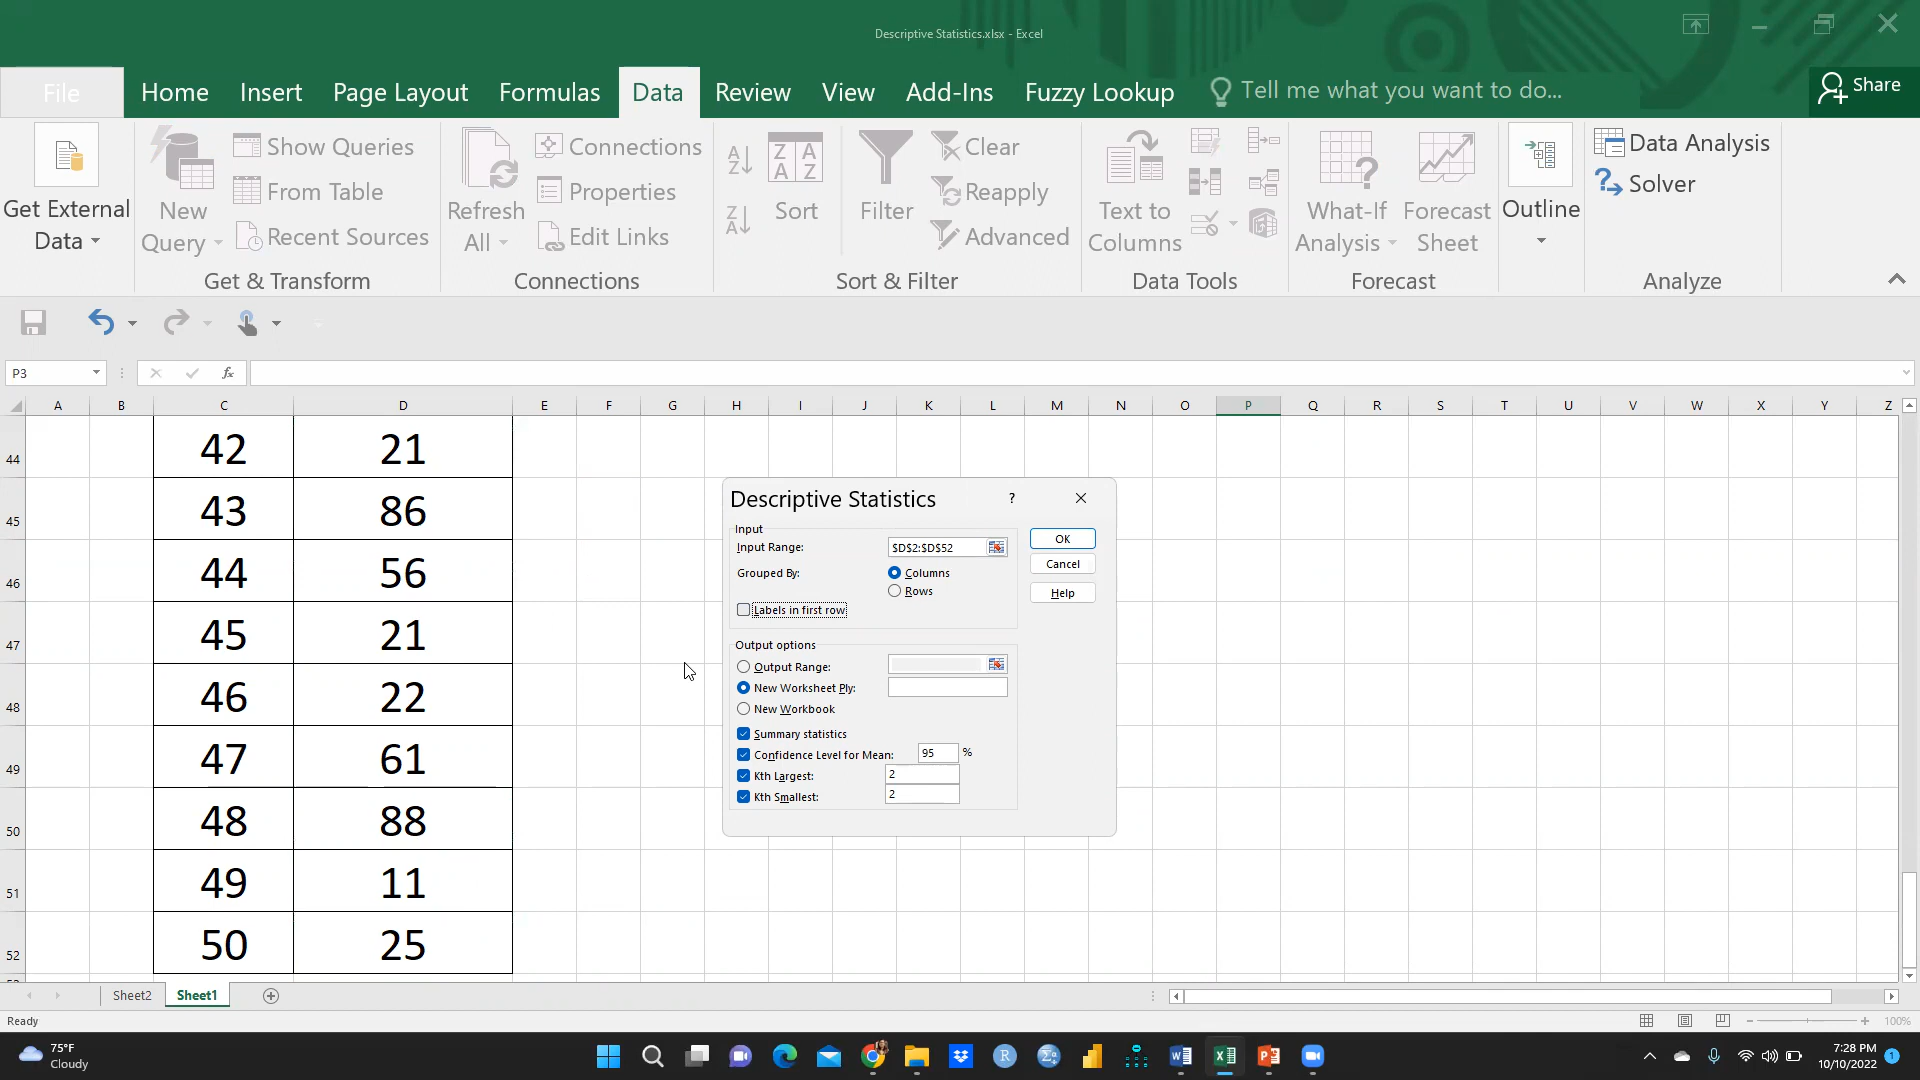 Descriptive Statistics.xlsx - Excel
File Home Insert Page Layout Formulas Data Review View Add-Ins Fuzzy Lookup Tell me what you want to do... Share
Get External Data
New Query
Show Queries
From Table
Recent Sources
Get & Transform
Refresh All
Connections
Properties
Edit Links
Connections
A Z
Z A
Z A A Z
Sort
Filter
Clear
Reapply
Advanced
Sort & Filter
Text to Columns
Data Tools
What-If Analysis
Forecast Sheet
Forecast
Outline
Data Analysis
Solver
Analyze
P3
fx
A B C D E F G H I J K L M N O P Q R S T U V W X Y Z
44 42 21
45 43 86
46 44 56
47 45 21
48 46 22
49 47 61
50 48 88
51 49 11
52 50 25
Descriptive Statistics ?
Input
Input Range: $D$2:$D$52
Grouped By: Columns
Rows
Labels in first row
OK
Cancel
Help
Output options
Output Range:
New Worksheet Ply:
New Workbook
Summary statistics
Confidence Level for Mean: 95 %
Kth Largest: 2
Kth Smallest: 2
Sheet2 Sheet1
Ready
100%
75°F
Cloudy
7:28 PM
10/10/2022
1